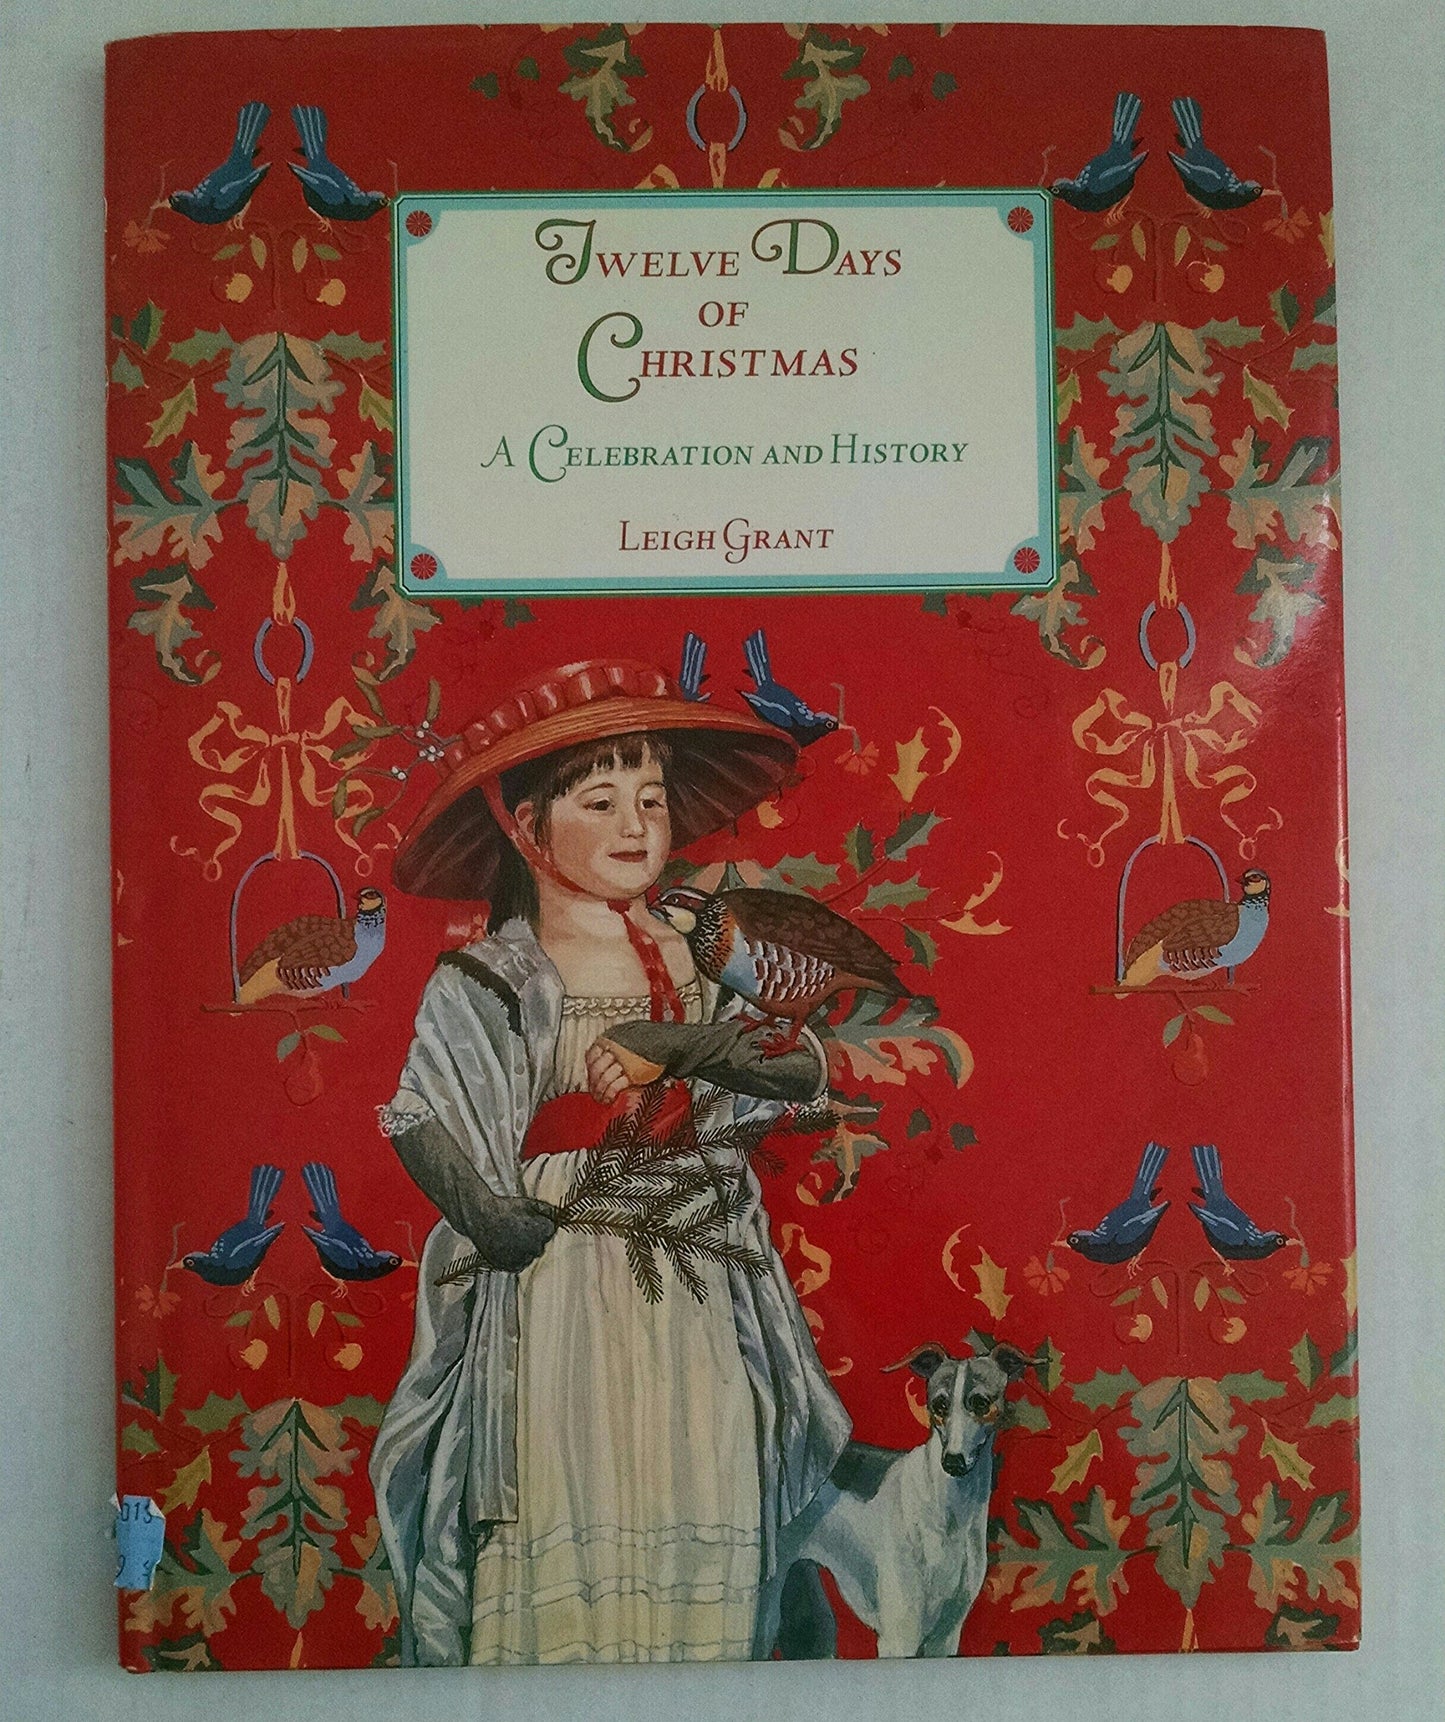 TWELVE DAYS
OF
CHRISTMAS
A CELEBRATION AND HISTORY
LEIGH GRANT